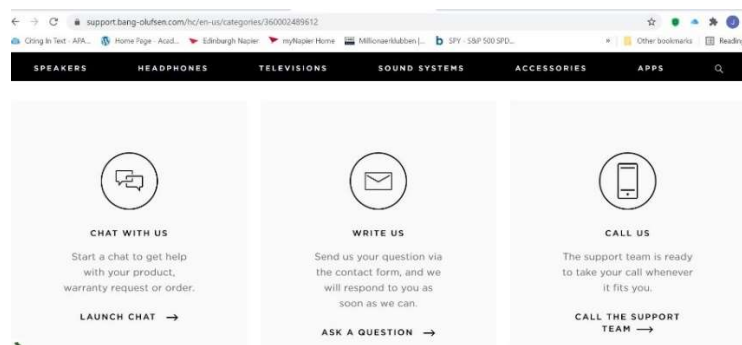 support.bang-olufsen.com/hc/en-us/categories/360002489612
Citing In Text - APA... Home Page - Acad... Edinburgh Napier myNapier Home Millionærklubben |... SPY - S&P 500 SPD... » Other bookmarks Reading
SPEAKERS HEADPHONES TELEVISIONS SOUND SYSTEMS ACCESSORIES APPS
CHAT WITH US
Start a chat to get help
with your product,
warranty request or order.
LAUNCH CHAT →
WRITE US
Send us your question via
the contact form, and we
will respond to you as
soon as we can.
ASK A QUESTION →
CALL US
The support team is ready
to take your call whenever
it fits you.
CALL THE SUPPORT
TEAM →